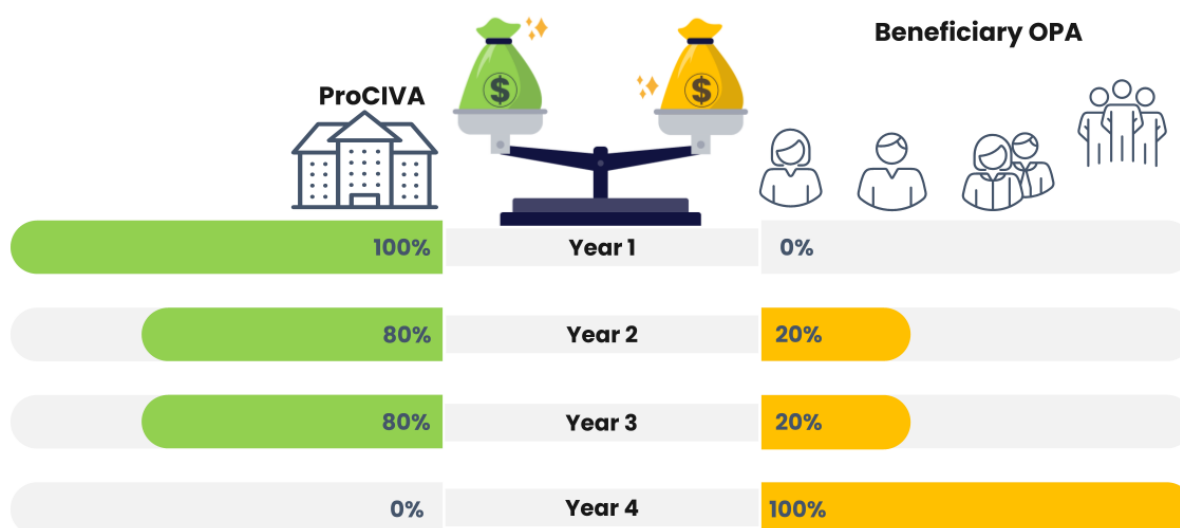 Beneficiary OPA
ProCIVA
$ $
100% Year 1 0%
80% Year 2 20%
80% Year 3 20%
0% Year 4 100%